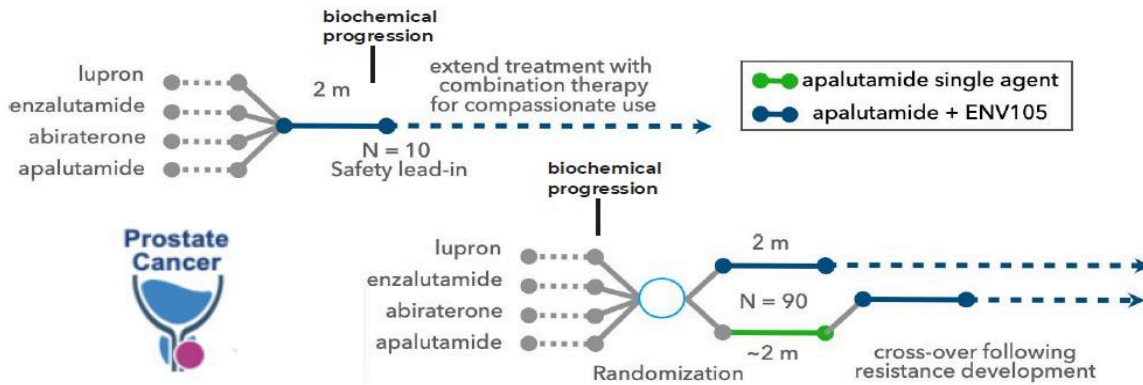 biochemical
progression
lupron
enzalutamide
abiraterone
apalutamide
2 m
extend treatment with
combination therapy
for compassionate use
N = 10
Safety lead-in
apalutamide single agent
apalutamide + ENV105
Prostate
Cancer
biochemical
progression
lupron
enzalutamide
abiraterone
apalutamide
Randomization
2 m
N = 90
~2 m
cross-over following
resistance development